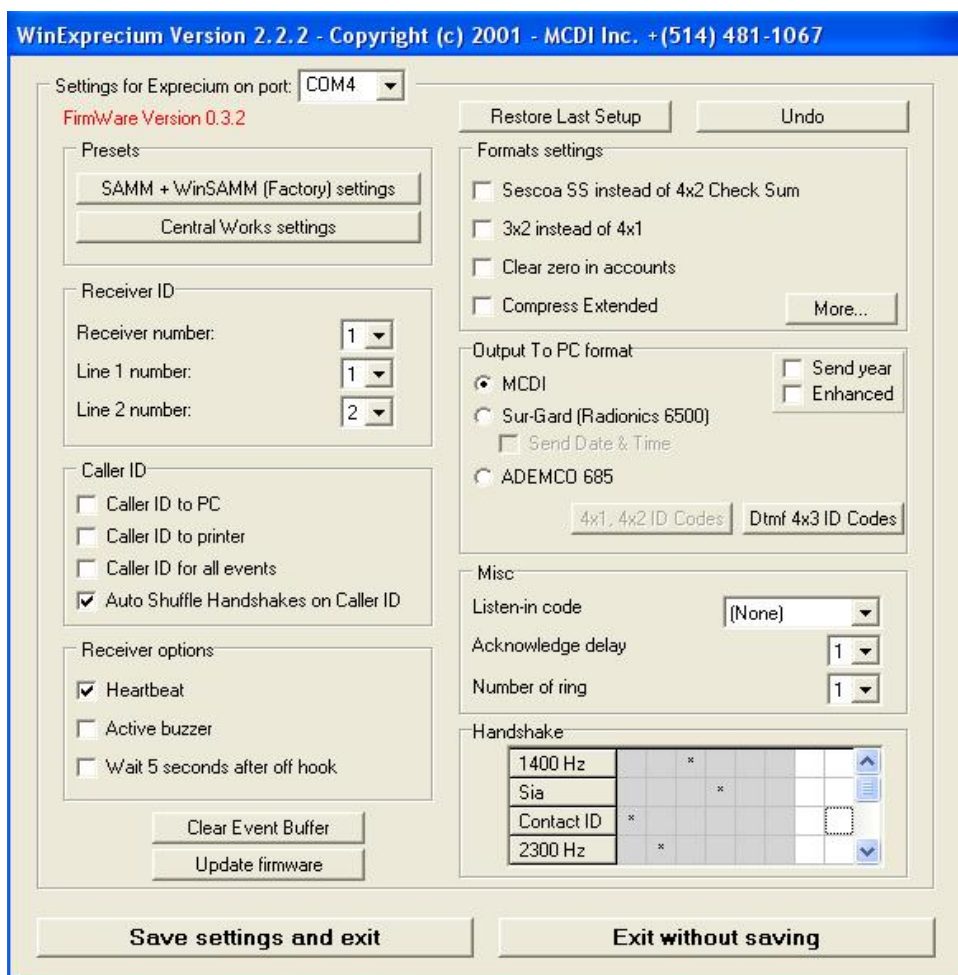 WinExprecium Version 2.2.2 - Copyright (c) 2001 - MCDI Inc. +(514) 481-1067
Settings for Exprecium on port: COM4
FirmWare Version 0.3.2
Restore Last Setup
Undo
Presets
SAMM + WinSAMM (Factory) settings
Central Works settings
Receiver ID
Receiver number: 1
Line 1 number: 1
Line 2 number: 2
Caller ID
Caller ID to PC
Caller ID to printer
Caller ID for all events
Auto Shuffle Handshakes on Caller ID
Receiver options
Heartbeat
Active buzzer
Wait 5 seconds after off hook
Clear Event Buffer
Update firmware
Formats settings
Sescoa SS instead of 4x2 Check Sum
3x2 instead of 4x1
Clear zero in accounts
Compress Extended
More...
Output To PC format
MCDI
Send year
Enhanced
Sur-Gard (Radionics 6500)
Send Date & Time
ADEMCO 685
4x1, 4x2 ID Codes
Dtmf 4x3 ID Codes
Misc
Listen-in code (None)
Acknowledge delay 1
Number of ring 1
Handshake
1400 Hz *
Sia *
Contact ID *
2300 Hz *
Save settings and exit
Exit without saving